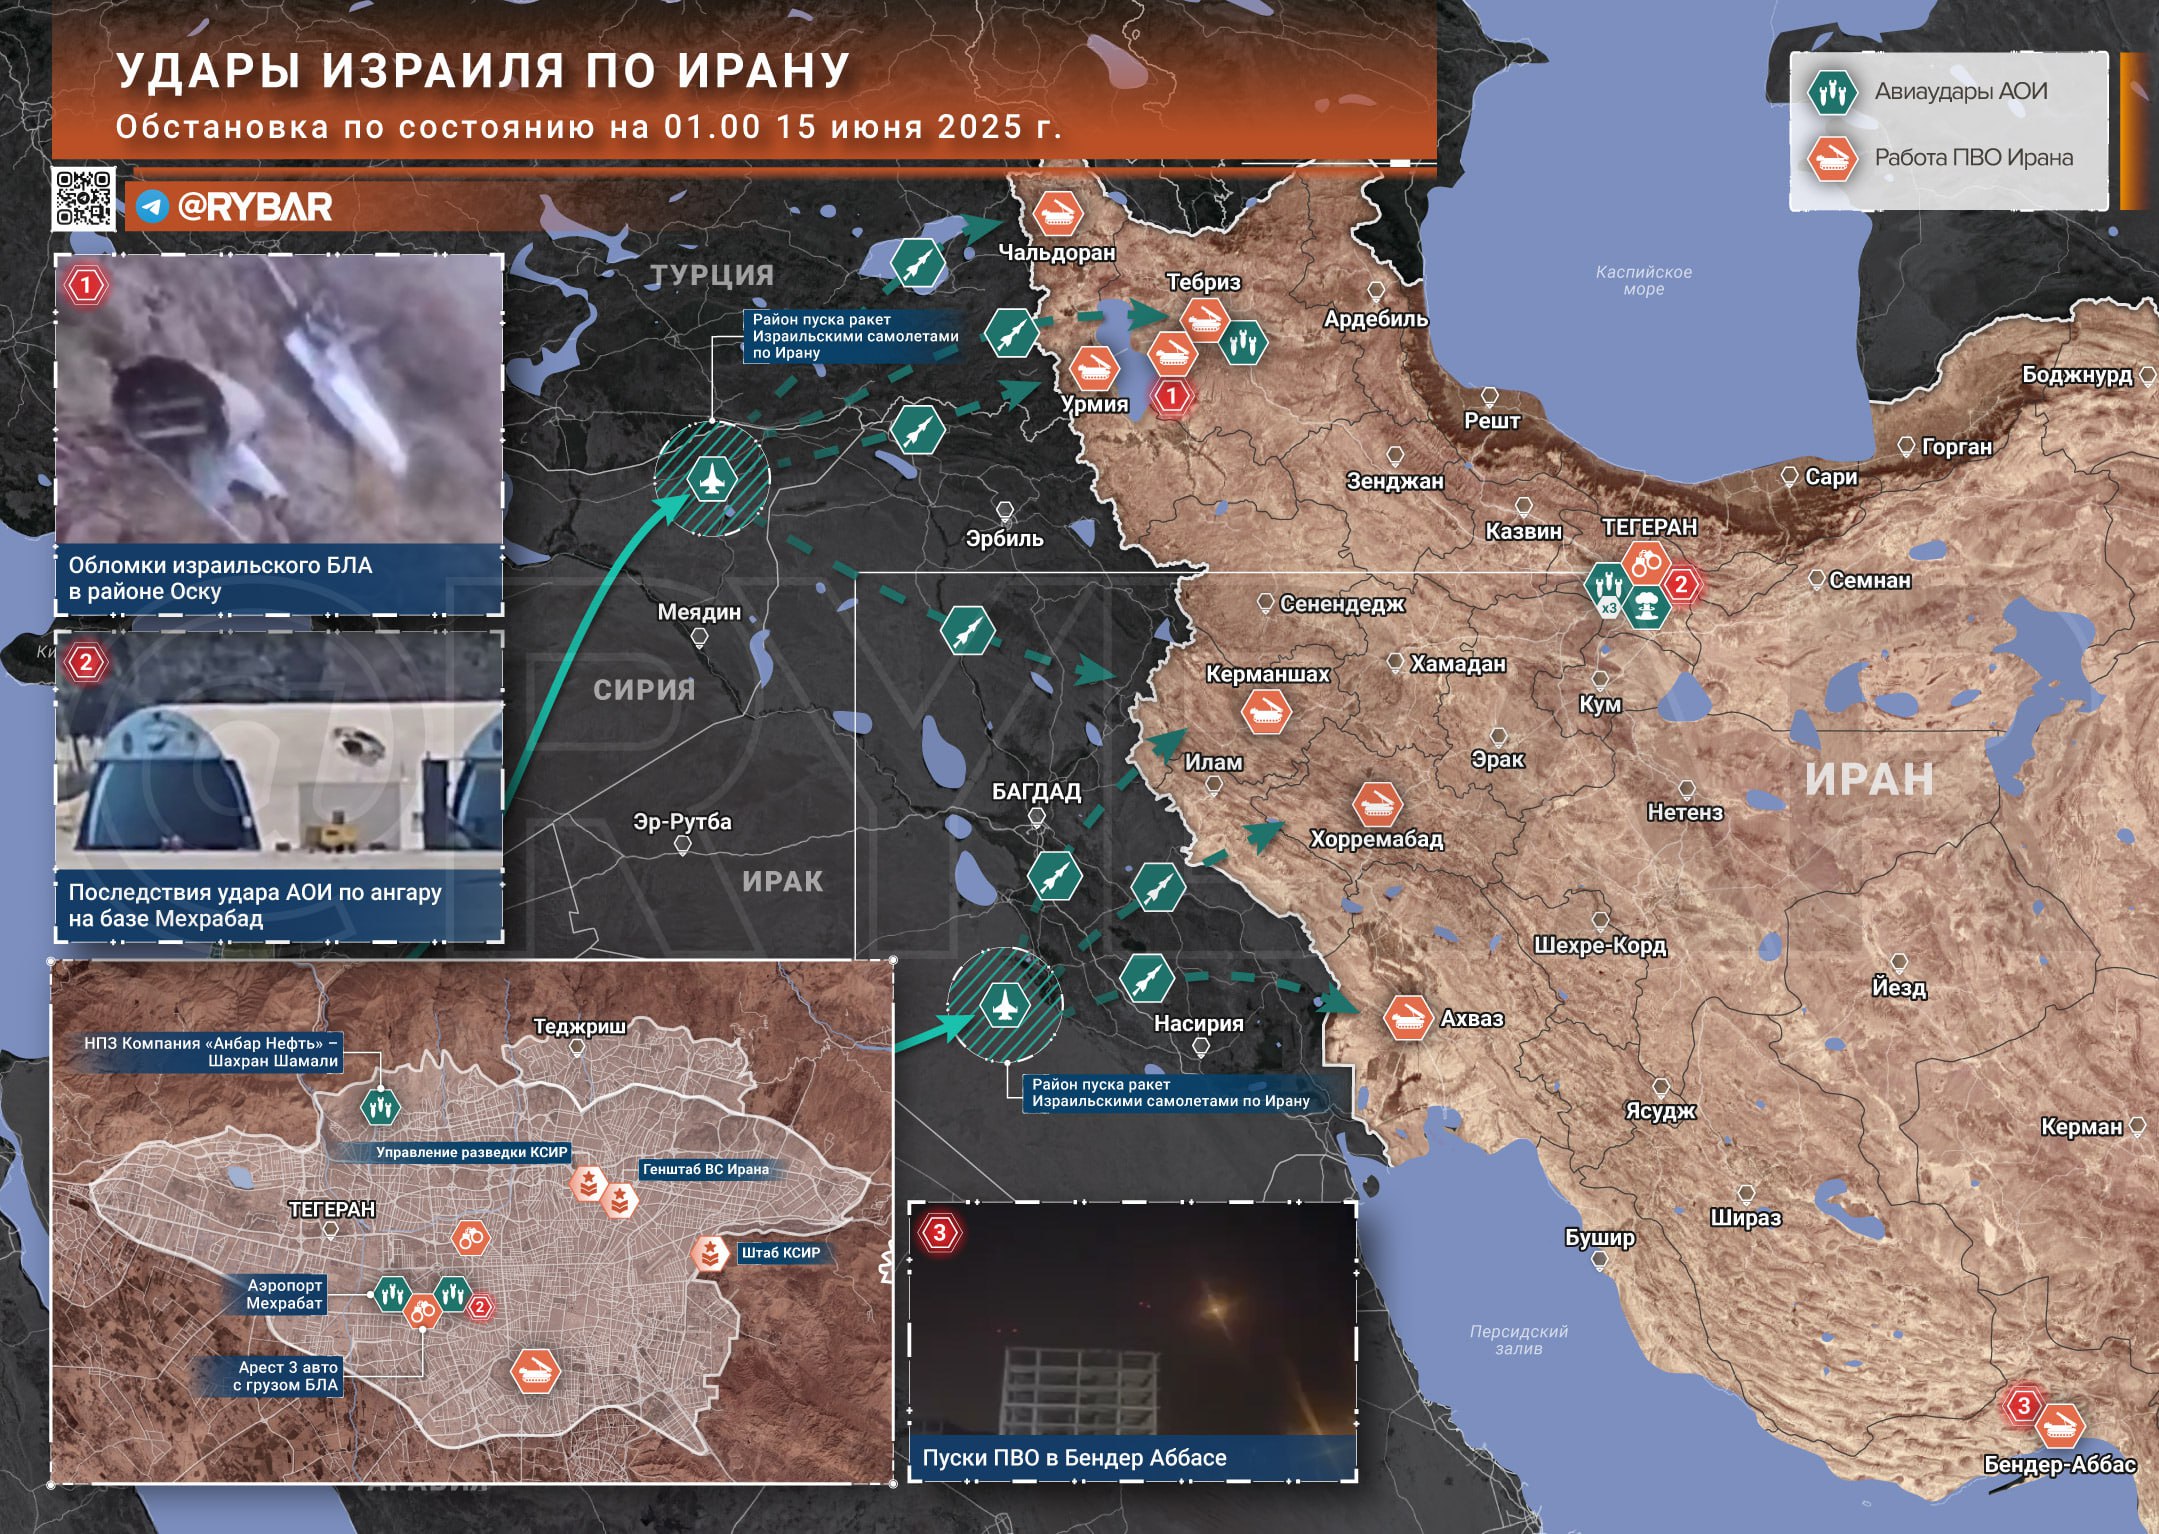 УДАРЫ ИЗРАИЛЯ ПО ИРАНУ
Обстановка по состоянию на 01.00 15 июня 2025 г.
@RYBAR
Авиаудары АОИ
Работа ПВО Ирана
1
Обломки израильского БЛА
в районе Оску
2
Последствия удара АОИ по ангару
на базе Мехрабад
ТУРЦИЯ
Район пуска ракет
Израильскими самолетами
по Ирану
Чальдоран
Тебриз
Ардебиль
Каспийское
море
Урмия
1
Решт
Боджнурд
Горган
Сари
Зенджан
Казвин
ТЕГЕРАН
2
x3
Семнан
Эрбиль
Меядин
Сенендедж
СИРИЯ
Керманшах
Хамадан
Кум
Илам
Эрак
ИРАН
БАГДАД
Нетенз
Эр-Рутба
Хорремабад
ИРАК
Шехре-Корд
Йезд
Насирия
Ахваз
Район пуска ракет
Израильскими самолетами по Ирану
Ясудж
Керман
Шираз
Бушир
Персидский
залив
3
Бендер-Аббас
Теджриш
НПЗ Компания «Анбар Нефть» –
Шахран Шамали
Управление разведки КСИР
Генштаб ВС Ирана
ТЕГЕРАН
Штаб КСИР
Аэропорт
Мехрабат
2
Арест 3 авто
с грузом БЛА
3
Пуски ПВО в Бендер Аббасе
@RYBAR